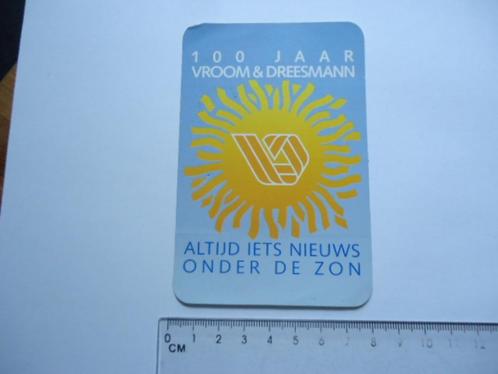 100 JAAR
VROOM & DREESMANN
VD
ALTIJD IETS NIEUWS
ONDER DE ZON
0 1 2 3 4 5 6 7 8 9 10 11 12
CM